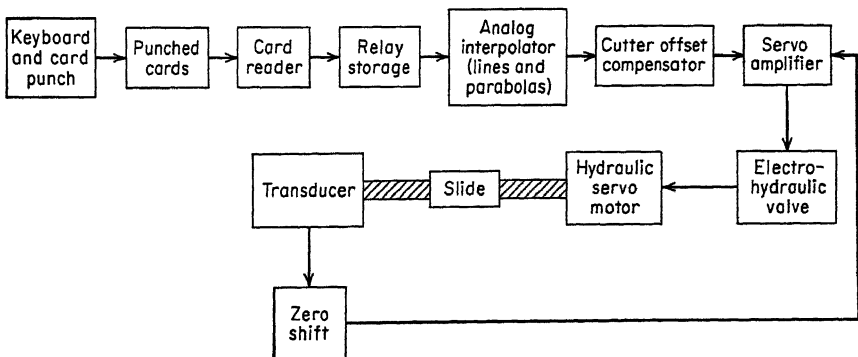 Keyboard
and card
punch
Punched
cards
Card
reader
Relay
storage
Analog
interpolator
(lines and
parabolas)
Cutter offset
compensator
Servo
amplifier
Transducer
Slide
Hydraulic
servo
motor
Electro-
hydraulic
valve
Zero
shift